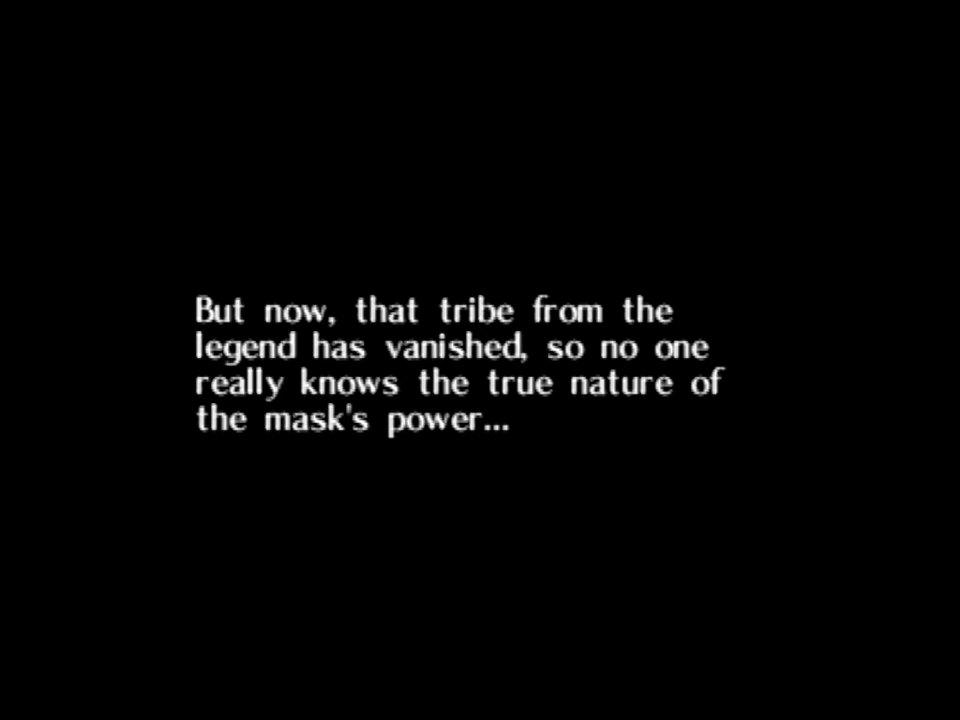 But now, that tribe from the
legend has vanished, so no one
really knows the true nature of
the mask's power...